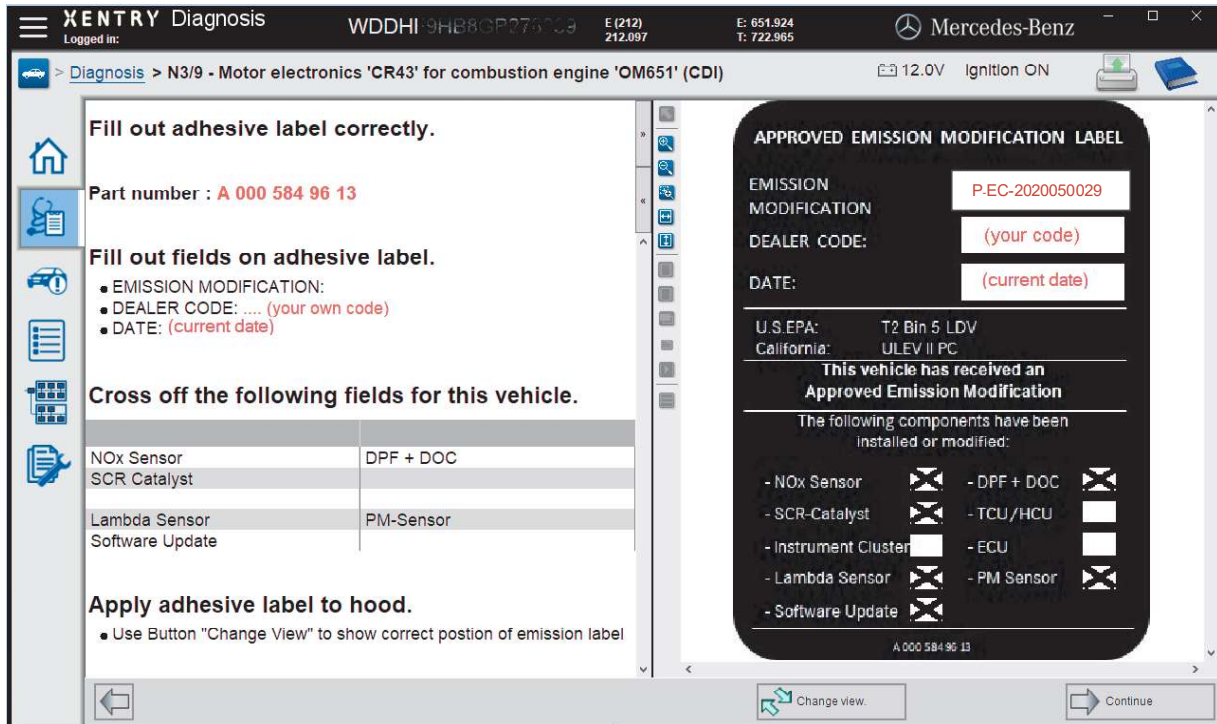 XENTRY Diagnosis
Logged in:
WDDHI
E (212)
212.097
E: 651.924
T: 722.965
Mercedes-Benz
> Diagnosis > N3/9 - Motor electronics 'CR43' for combustion engine 'OM651' (CDI)
12.0V Ignition ON
Fill out adhesive label correctly.
Part number : A 000 584 96 13
Fill out fields on adhesive label.
• EMISSION MODIFICATION:
• DEALER CODE: .... (your own code)
• DATE: (current date)
Cross off the following fields for this vehicle.
NOx Sensor DPF + DOC
SCR Catalyst
Lambda Sensor PM-Sensor
Software Update
Apply adhesive label to hood.
• Use Button "Change View" to show correct postion of emission label
APPROVED EMISSION MODIFICATION LABEL
EMISSION
MODIFICATION
P-EC-2020050029
DEALER CODE: (your code)
DATE: (current date)
U.S.EPA: T2 Bin 5 LDV
California: ULEV II PC
This vehicle has received an
Approved Emission Modification
The following components have been
installed or modified:
- NOx Sensor - DPF + DOC
- SCR-Catalyst - TCU/HCU
- Instrument Cluster - ECU
- Lambda Sensor - PM Sensor
- Software Update
A 000 584 96 13
Change view.
Continue